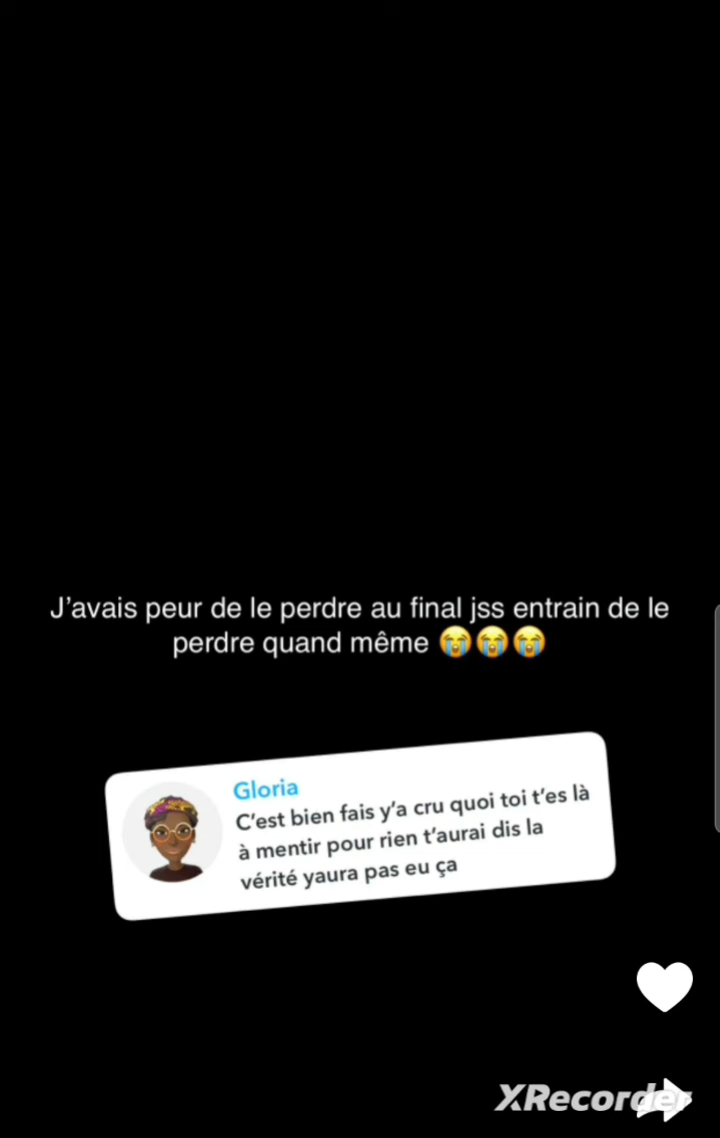 J’avais peur de le perdre au final jss entrain de le
perdre quand même 😭😭😭
Gloria
C’est bien fais y’a cru quoi toi t’es là
à mentir pour rien t’aurai dis la
vérité yaura pas eu ça
XRecorder